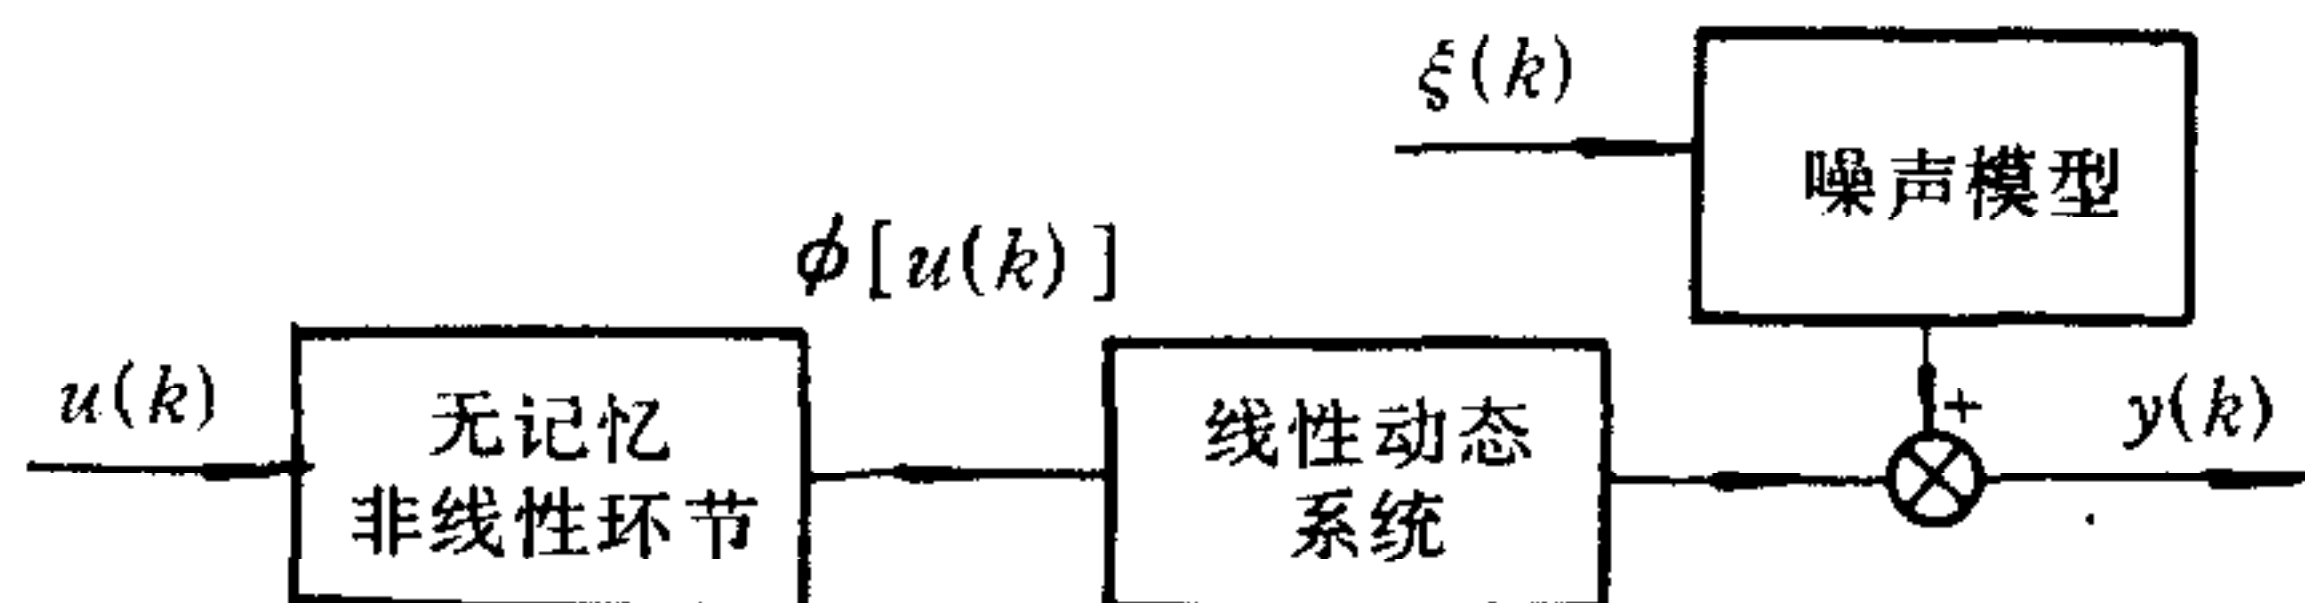 ξ(k)
噪声模型
ϕ[u(k)]
u(k)
无记忆
非线性环节
线性动态
系统
+
y(k)